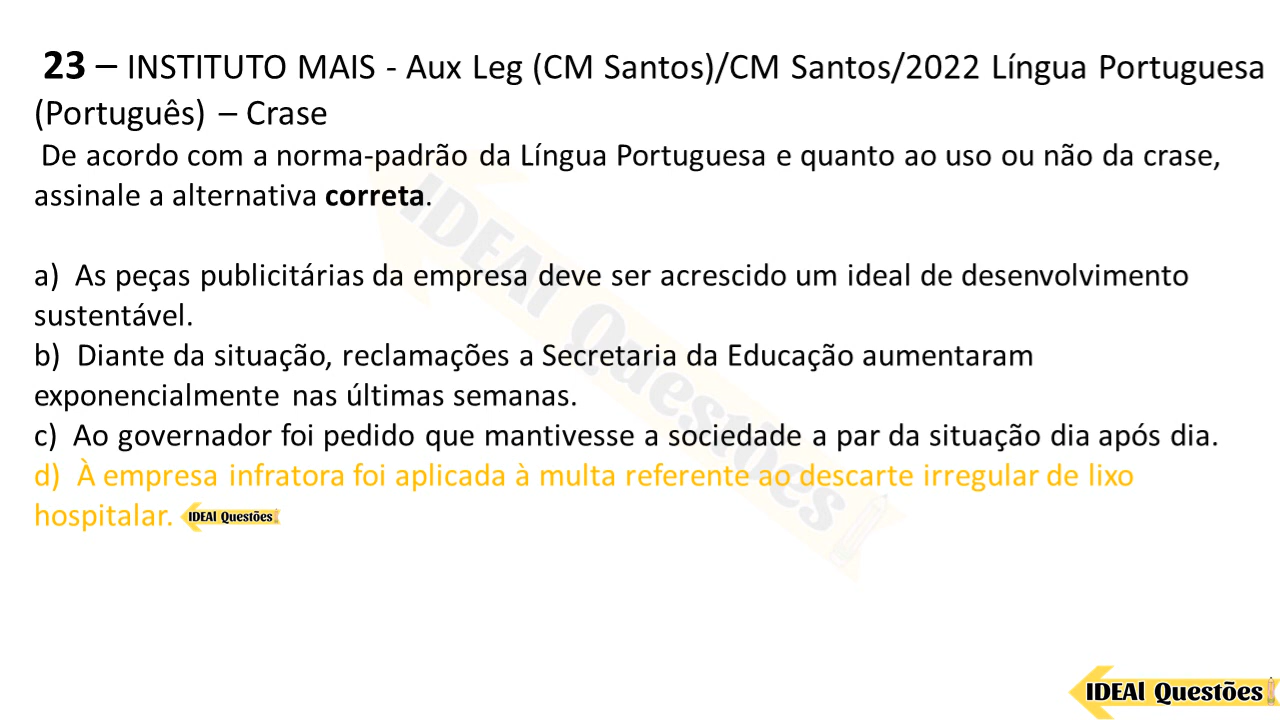 23 – INSTITUTO MAIS - Aux Leg (CM Santos)/CM Santos/2022 Língua Portuguesa
(Português) – Crase
De acordo com a norma-padrão da Língua Portuguesa e quanto ao uso ou não da crase,
assinale a alternativa correta.
a) As peças publicitárias da empresa deve ser acrescido um ideal de desenvolvimento
sustentável.
b) Diante da situação, reclamações a Secretaria da Educação aumentaram
exponencialmente nas últimas semanas.
c) Ao governador foi pedido que mantivesse a sociedade a par da situação dia após dia.
d) À empresa infratora foi aplicada à multa referente ao descarte irregular de lixo
hospitalar. IDEAl Questões
IDEAl Questões
IDEAl Questões